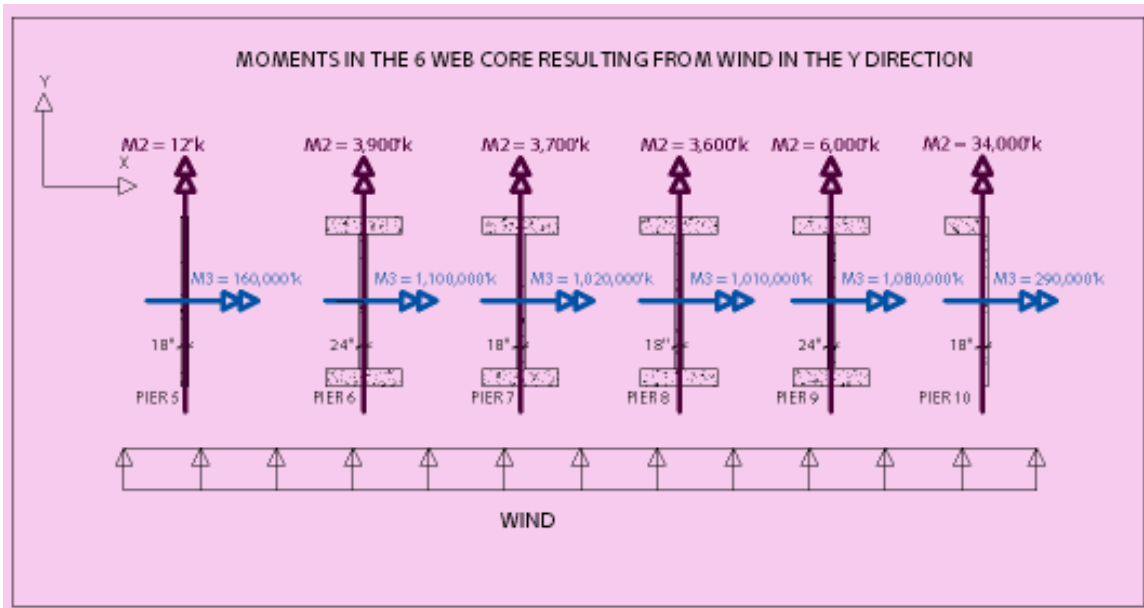 MOMENTS IN THE 6 WEB CORE RESULTING FROM WIND IN THE Y DIRECTION
Y
X
M2 = 12'k
M2 = 3,900'k
M2 = 3,700'k
M2 = 3,600'k
M2 = 6,000'k
M2 = 34,000'k
M3 = 160,000'k
M3 = 1,100,000'k
M3 = 1,020,000'k
M3 = 1,010,000'k
M3 = 1,080,000'k
M3 = 290,000'k
18"
24"
18"
18"
24"
18"
PIER 5
PIER 6
PIER 7
PIER 8
PIER 9
PIER 10
WIND